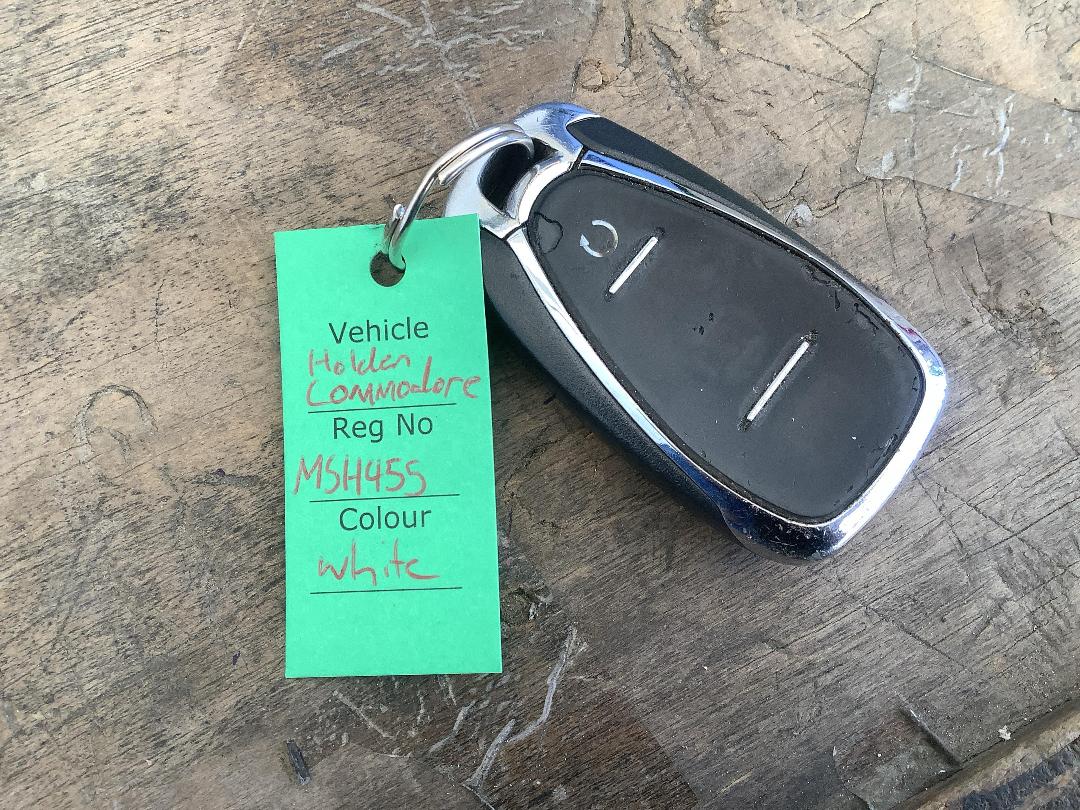 Vehicle
Holden
Commodore
Reg No
MSH455
Colour
white